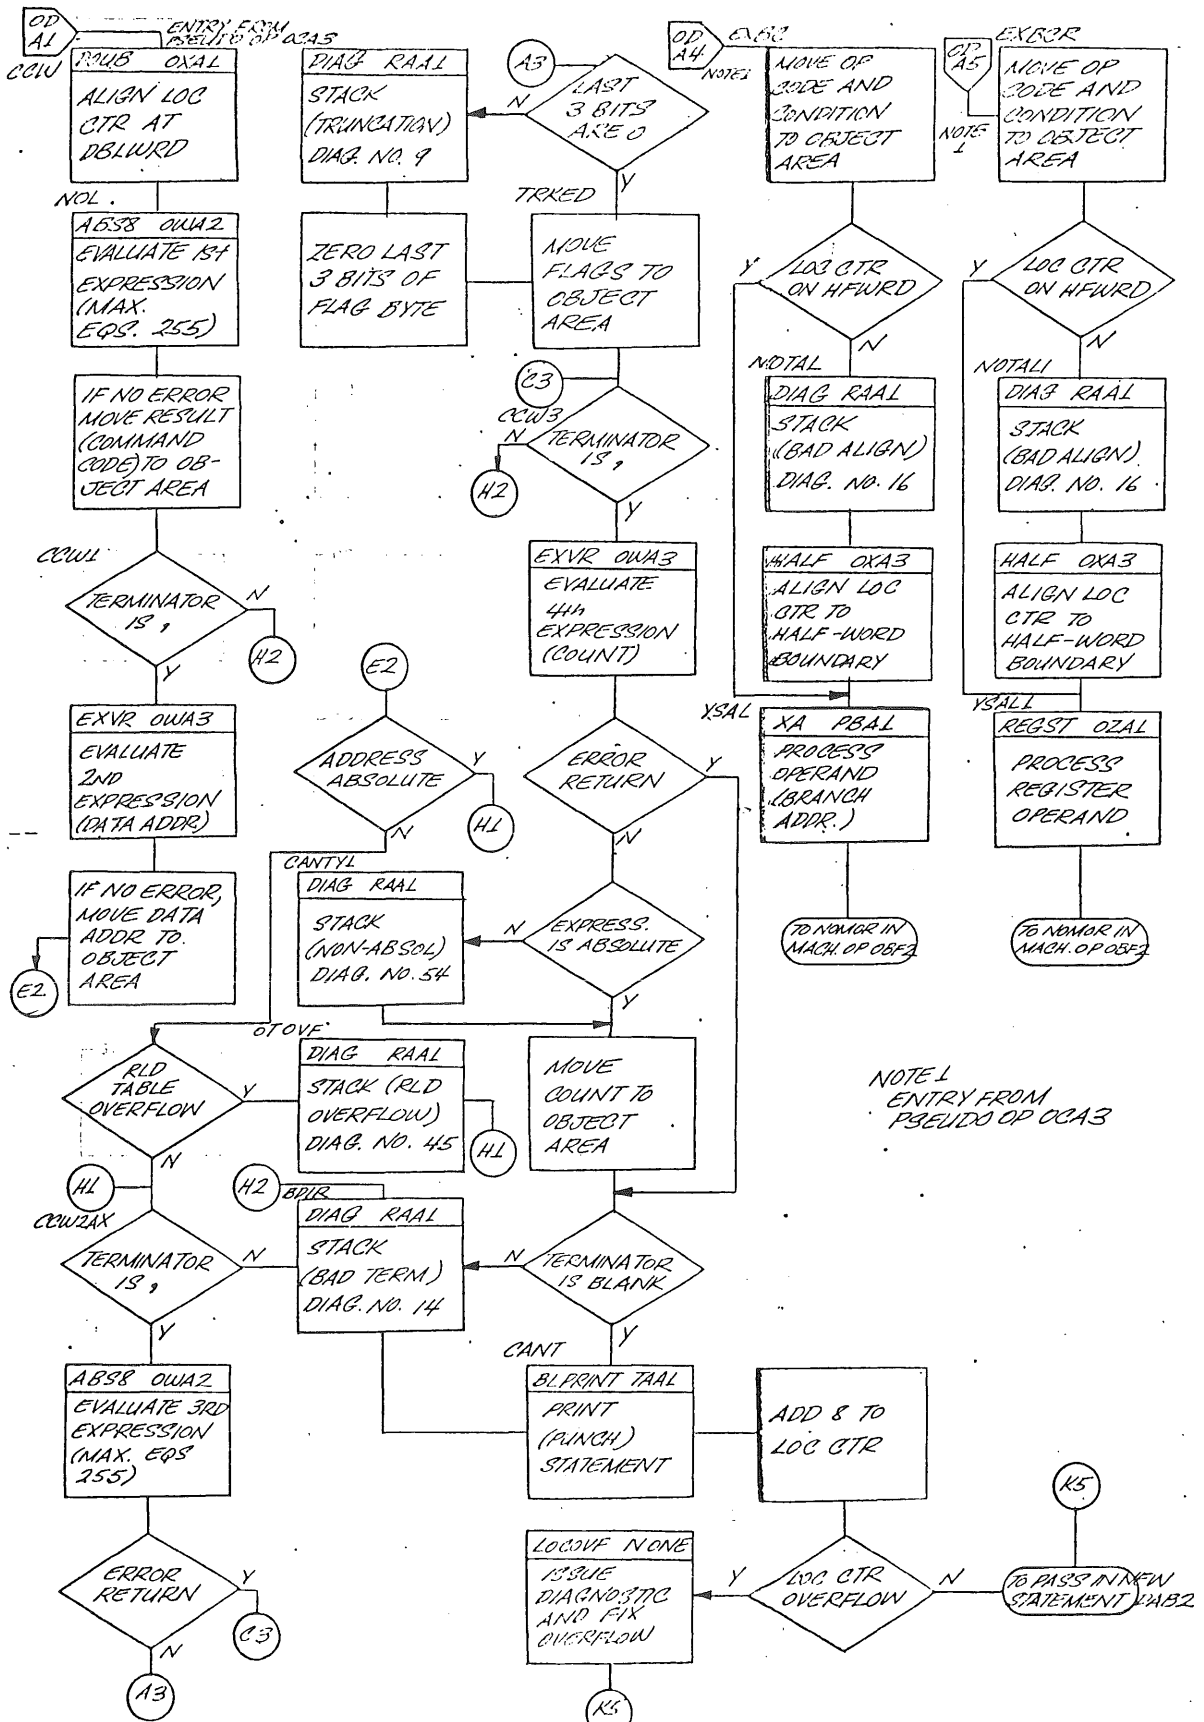 OD
A1
ENTRY FROM
PSEUDO OP OCA3
CCW
DOUB OXA1
ALIGN LOC
CTR AT
DBLWRD
NOL
ABS8 OWA2
EVALUATE 1st
EXPRESSION
(MAX.
EQS. 255)
IF NO ERROR
MOVE RESULT
(COMMAND
CODE) TO OB-
JECT AREA
CCW1
TERMINATOR
IS ,
N
H2
Y
EXVR OWA3
EVALUATE
2ND
EXPRESSION
(DATA ADDR.)
IF NO ERROR,
MOVE DATA
ADDR TO
OBJECT
AREA
E2
RLD
TABLE
OVERFLOW
Y
N
H1
CCW2AX
TERMINATOR
IS ,
N
Y
ABS8 OWA2
EVALUATE 3RD
EXPRESSION
(MAX. EQS
255)
ERROR
RETURN
Y
C3
N
A3
DIAG RAA1
STACK
(TRUNCATION)
DIAG. NO. 9
ZERO LAST
3 BITS OF
FLAG BYTE
E2
ADDRESS
ABSOLUTE
Y
H1
N
CANTY1
DIAG RAA1
STACK
(NON-ABSOL)
DIAG. NO. 54
OTOVF
DIAG RAA1
STACK (RLD
OVERFLOW)
DIAG. NO. 45
H1
H2
BDIR
DIAG RAA1
STACK
(BAD TERM)
DIAG. NO. 14
A3
LAST
3 BITS
ARE 0
N
Y
TRKED
MOVE
FLAGS TO
OBJECT
AREA
C3
CCW3
N
TERMINATOR
IS ,
H2
Y
EXVR OWA3
EVALUATE
4th
EXPRESSION
(COUNT)
ERROR
RETURN
Y
N
EXPRESS.
IS ABSOLUTE
N
Y
MOVE
COUNT TO
OBJECT
AREA
TERMINATOR
IS BLANK
N
Y
CANT
BLPRINT TAA1
PRINT
(PUNCH)
STATEMENT
ADD 8 TO
LOC CTR
LOC CTR
OVERFLOW
Y
N
LOCOVF NONE
ISSUE
DIAGNOSTIC
AND FIX
OVERFLOW
K5
K5
TO PASS IN NEW
STATEMENT
OD
A4
EXBC
NOTE1
MOVE OP
CODE AND
CONDITION
TO OBJECT
AREA
Y
LOC CTR
ON HFWRD
N
NOTAL
DIAG RAA1
STACK
(BAD ALIGN)
DIAG. NO. 16
HALF OXA3
ALIGN LOC
CTR TO
HALF-WORD
BOUNDARY
YSAL
XA PBA1
PROCESS
OPERAND
(BRANCH
ADDR.)
TO NOMOR IN
MACH. OP OBF2
OD
A5
EXBCR
NOTE
1
MOVE OP
CODE AND
CONDITION
TO OBJECT
AREA
Y
LOC CTR
ON HFWRD
N
NOTAL1
DIAG RAA1
STACK
(BAD ALIGN)
DIAG. NO. 16
HALF OXA3
ALIGN LOC
CTR TO
HALF-WORD
BOUNDARY
YSAL1
REGST OZA1
PROCESS
REGISTER
OPERAND
TO NOMOR IN
MACH. OP OBF2
NOTE 1
ENTRY FROM
PSEUDO OP OCA3